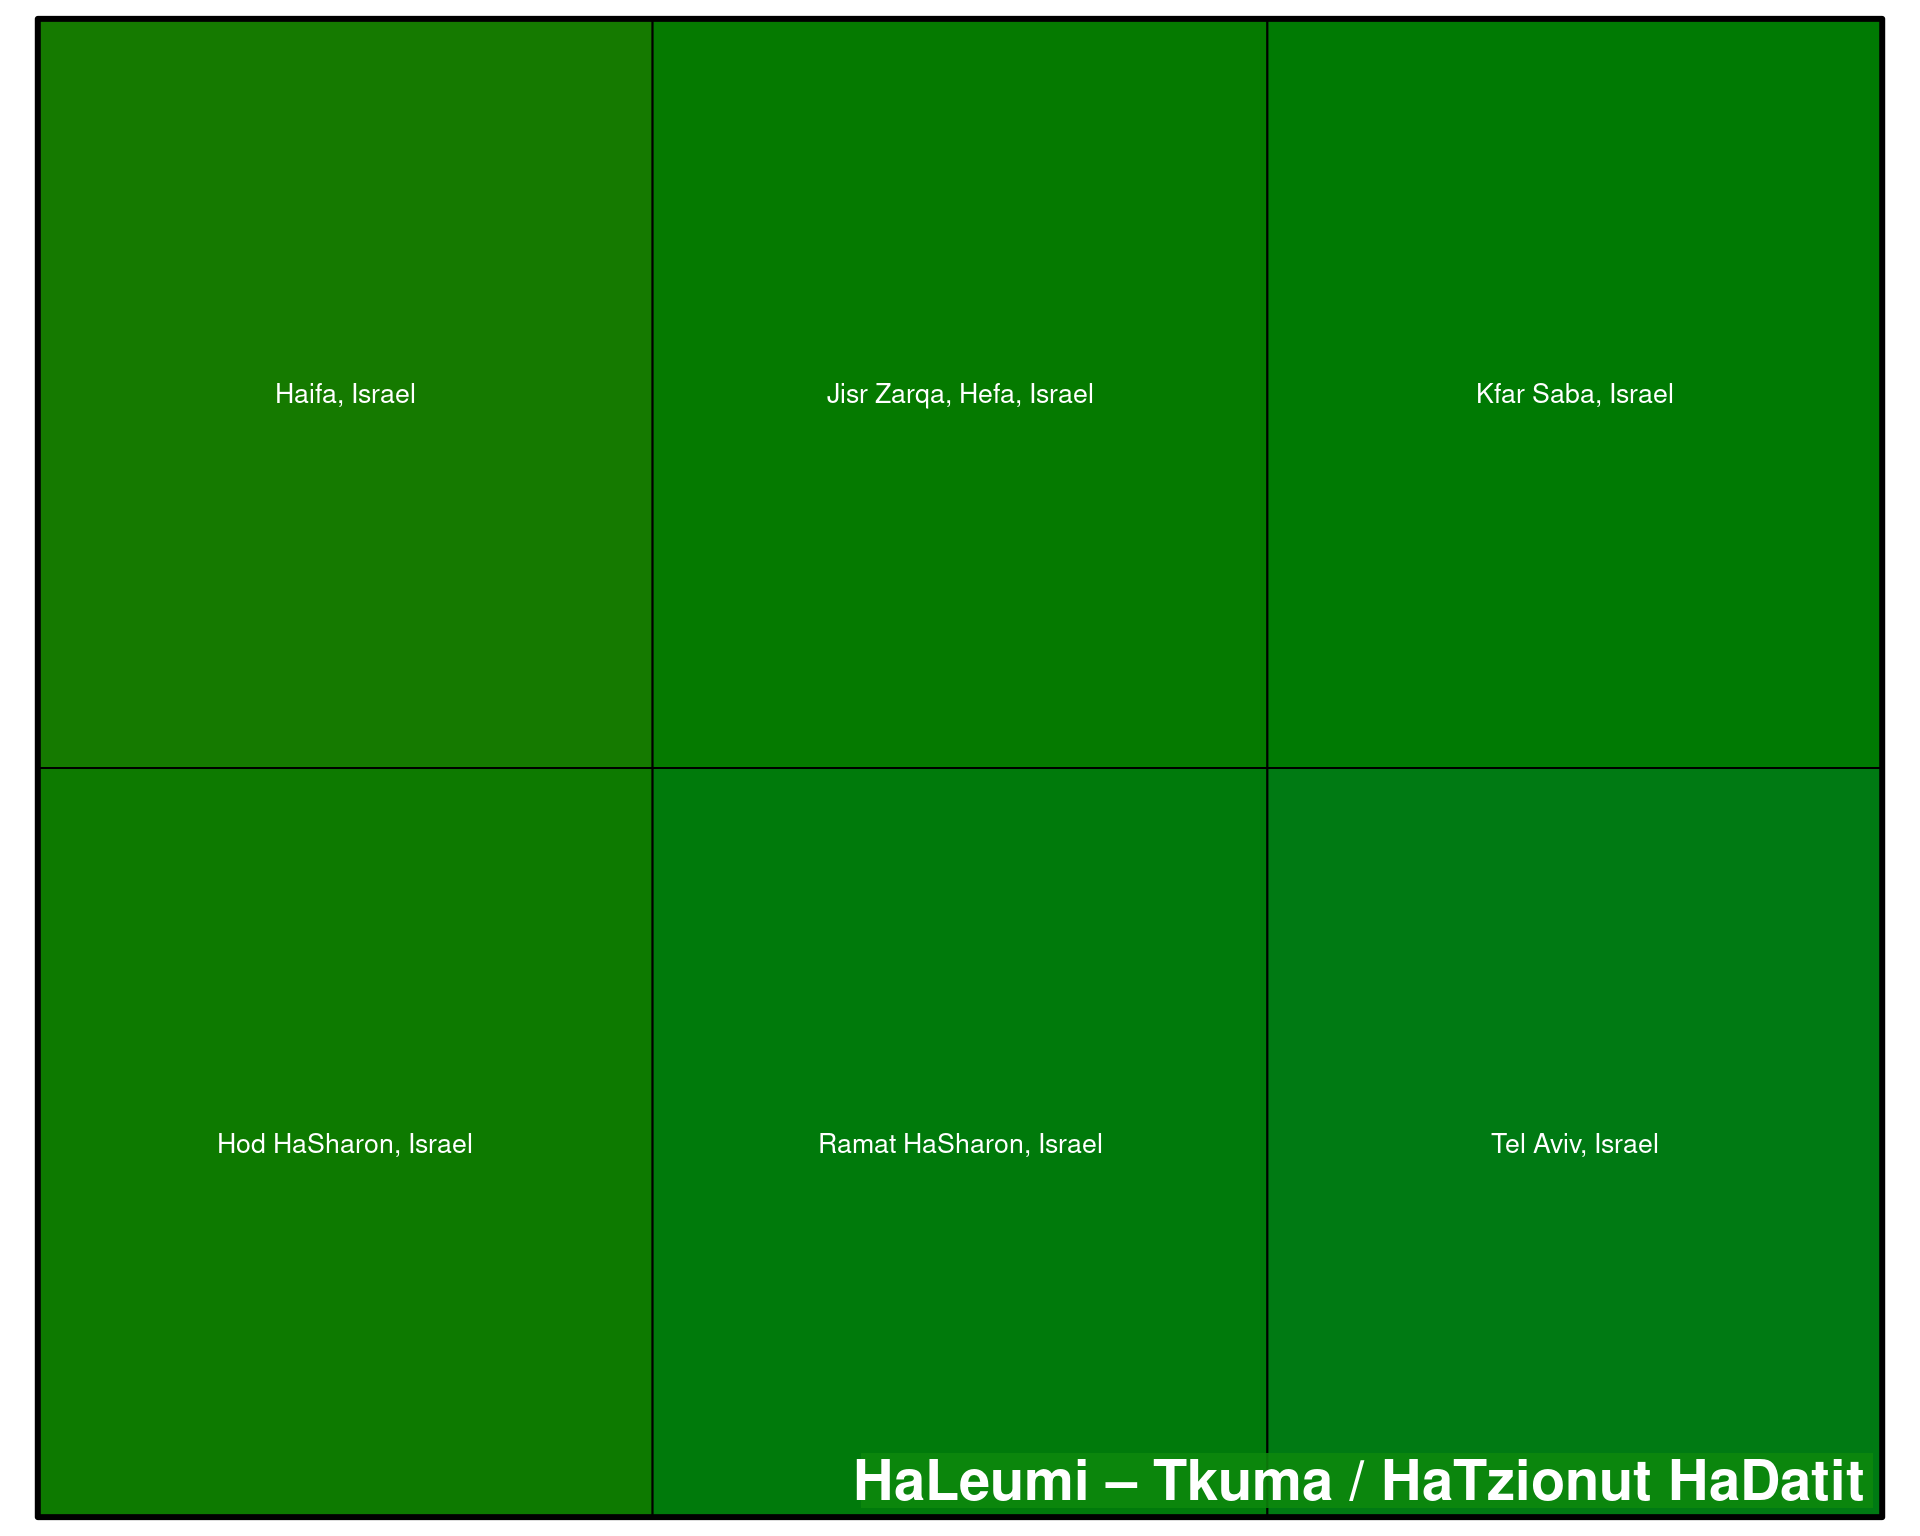 Haifa, Israel
Jisr Zarqa, Hefa, Israel
Kfar Saba, Israel
Hod HaSharon, Israel
Ramat HaSharon, Israel
Tel Aviv, Israel
HaLeumi – Tkuma / HaTzionut HaDatit